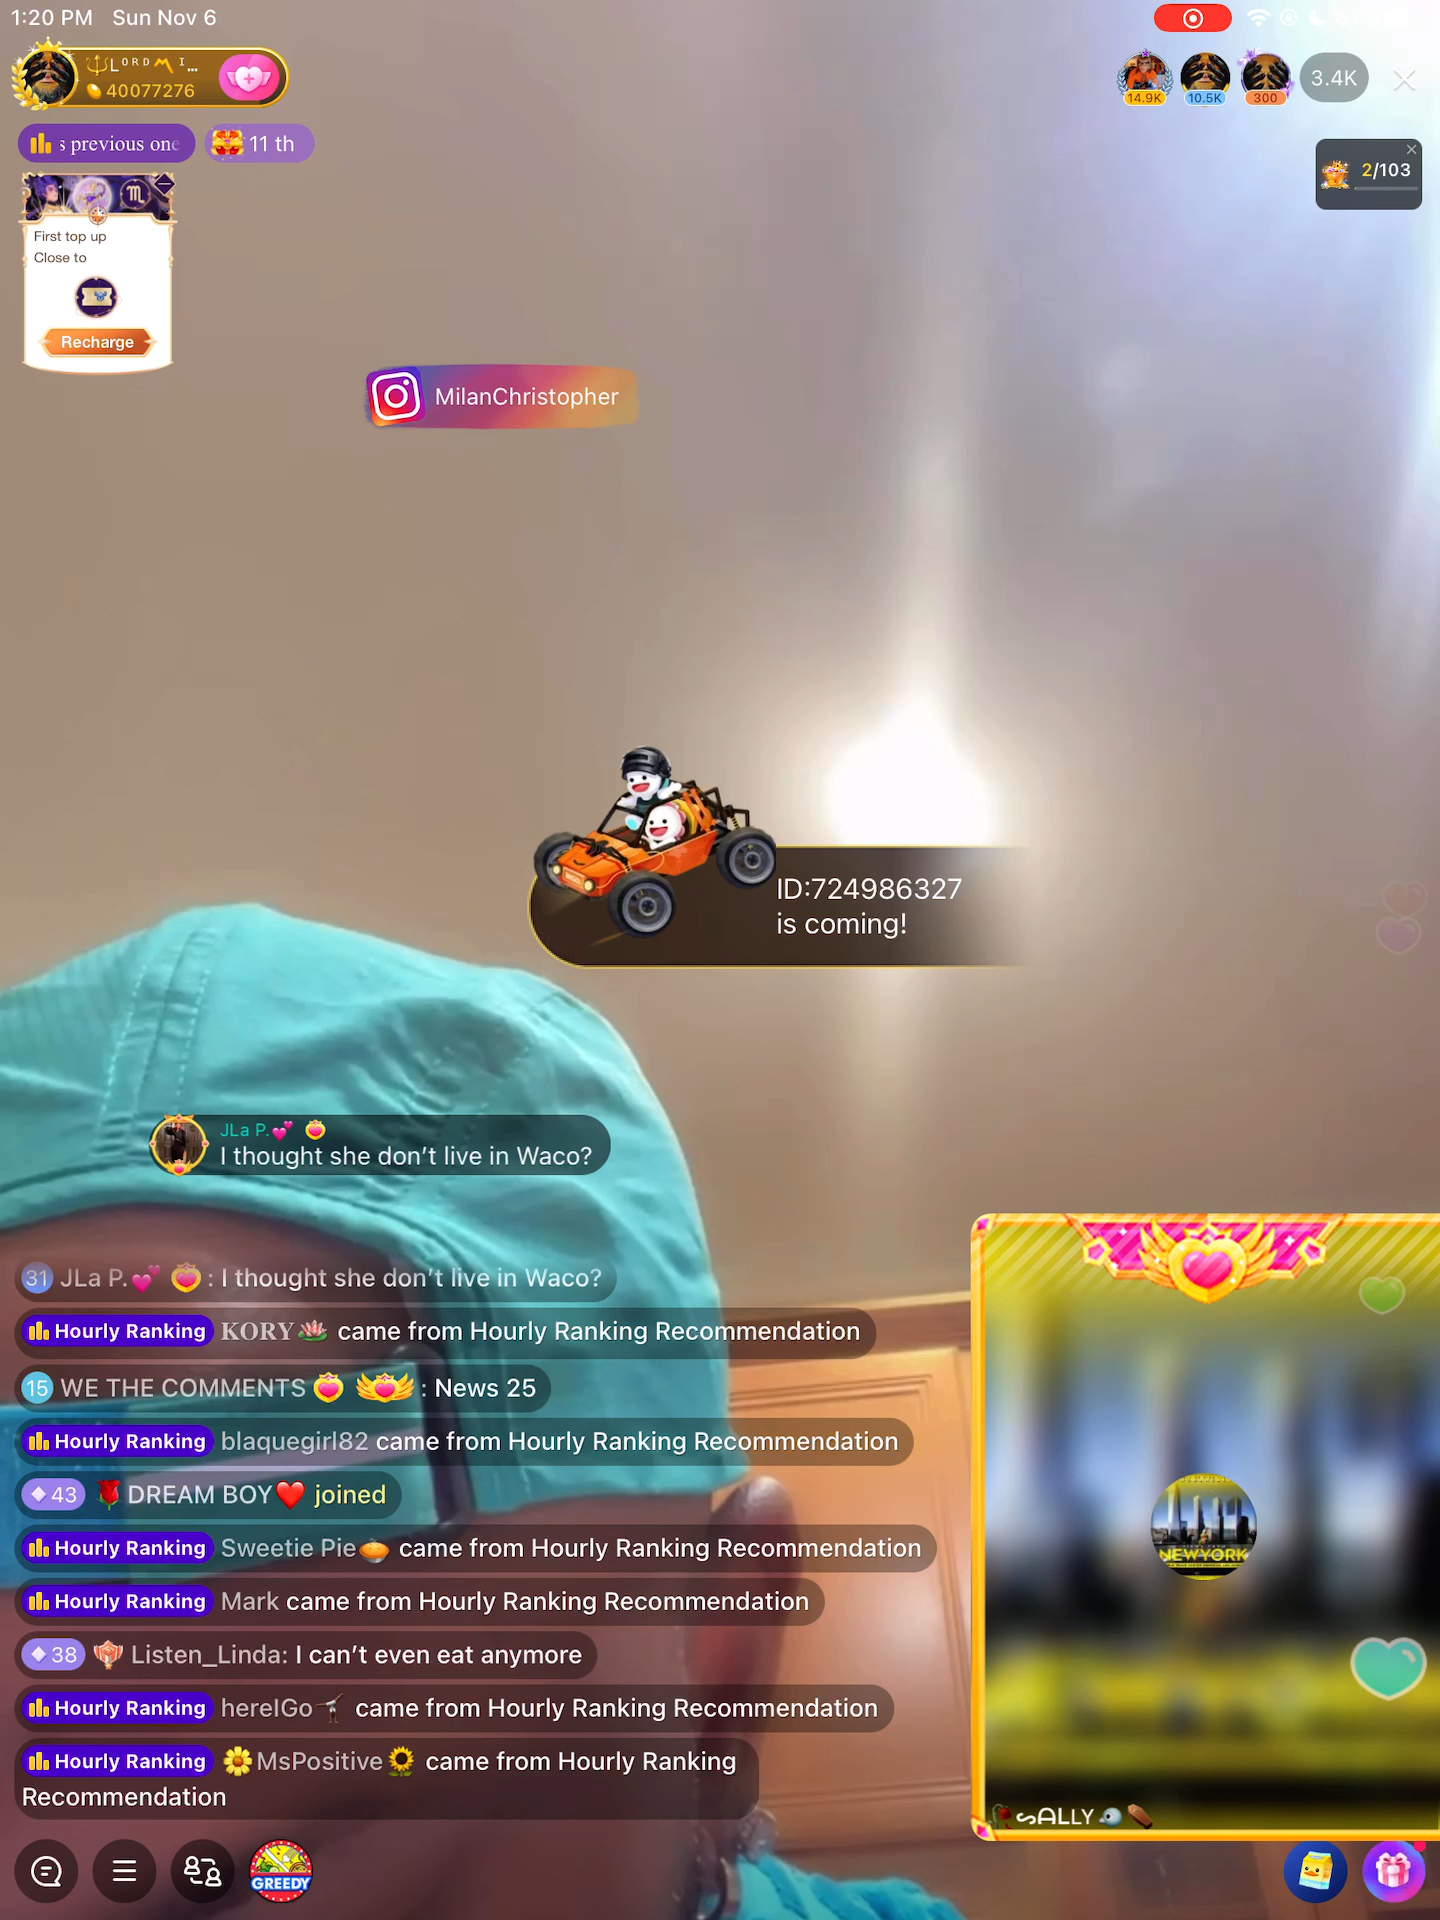 1:20 PM Sun Nov 6
🔱Lᴼᴿᴰ〽️ ᴵ...
40077276
14.9K
10.5K
300
3.4K
s previous one
11 th
2/103
First top up
Close to
Recharge
MilanChristopher
ID:724986327
is coming!
JLa P.💕
I thought she don't live in Waco?
31 JLa P.💕 : I thought she don't live in Waco?
Hourly Ranking KORY🪷 came from Hourly Ranking Recommendation
15 WE THE COMMENTS : News 25
Hourly Ranking blaquegirl82 came from Hourly Ranking Recommendation
43 🌹DREAM BOY❤️ joined
Hourly Ranking Sweetie Pie🥧 came from Hourly Ranking Recommendation
Hourly Ranking Mark came from Hourly Ranking Recommendation
38 Listen_Linda: I can't even eat anymore
Hourly Ranking hereIGo came from Hourly Ranking Recommendation
Hourly Ranking 🌼MsPositive🌻 came from Hourly Ranking
Recommendation
NEWYORK
🥀ᔕᗩLLY
GREEDY